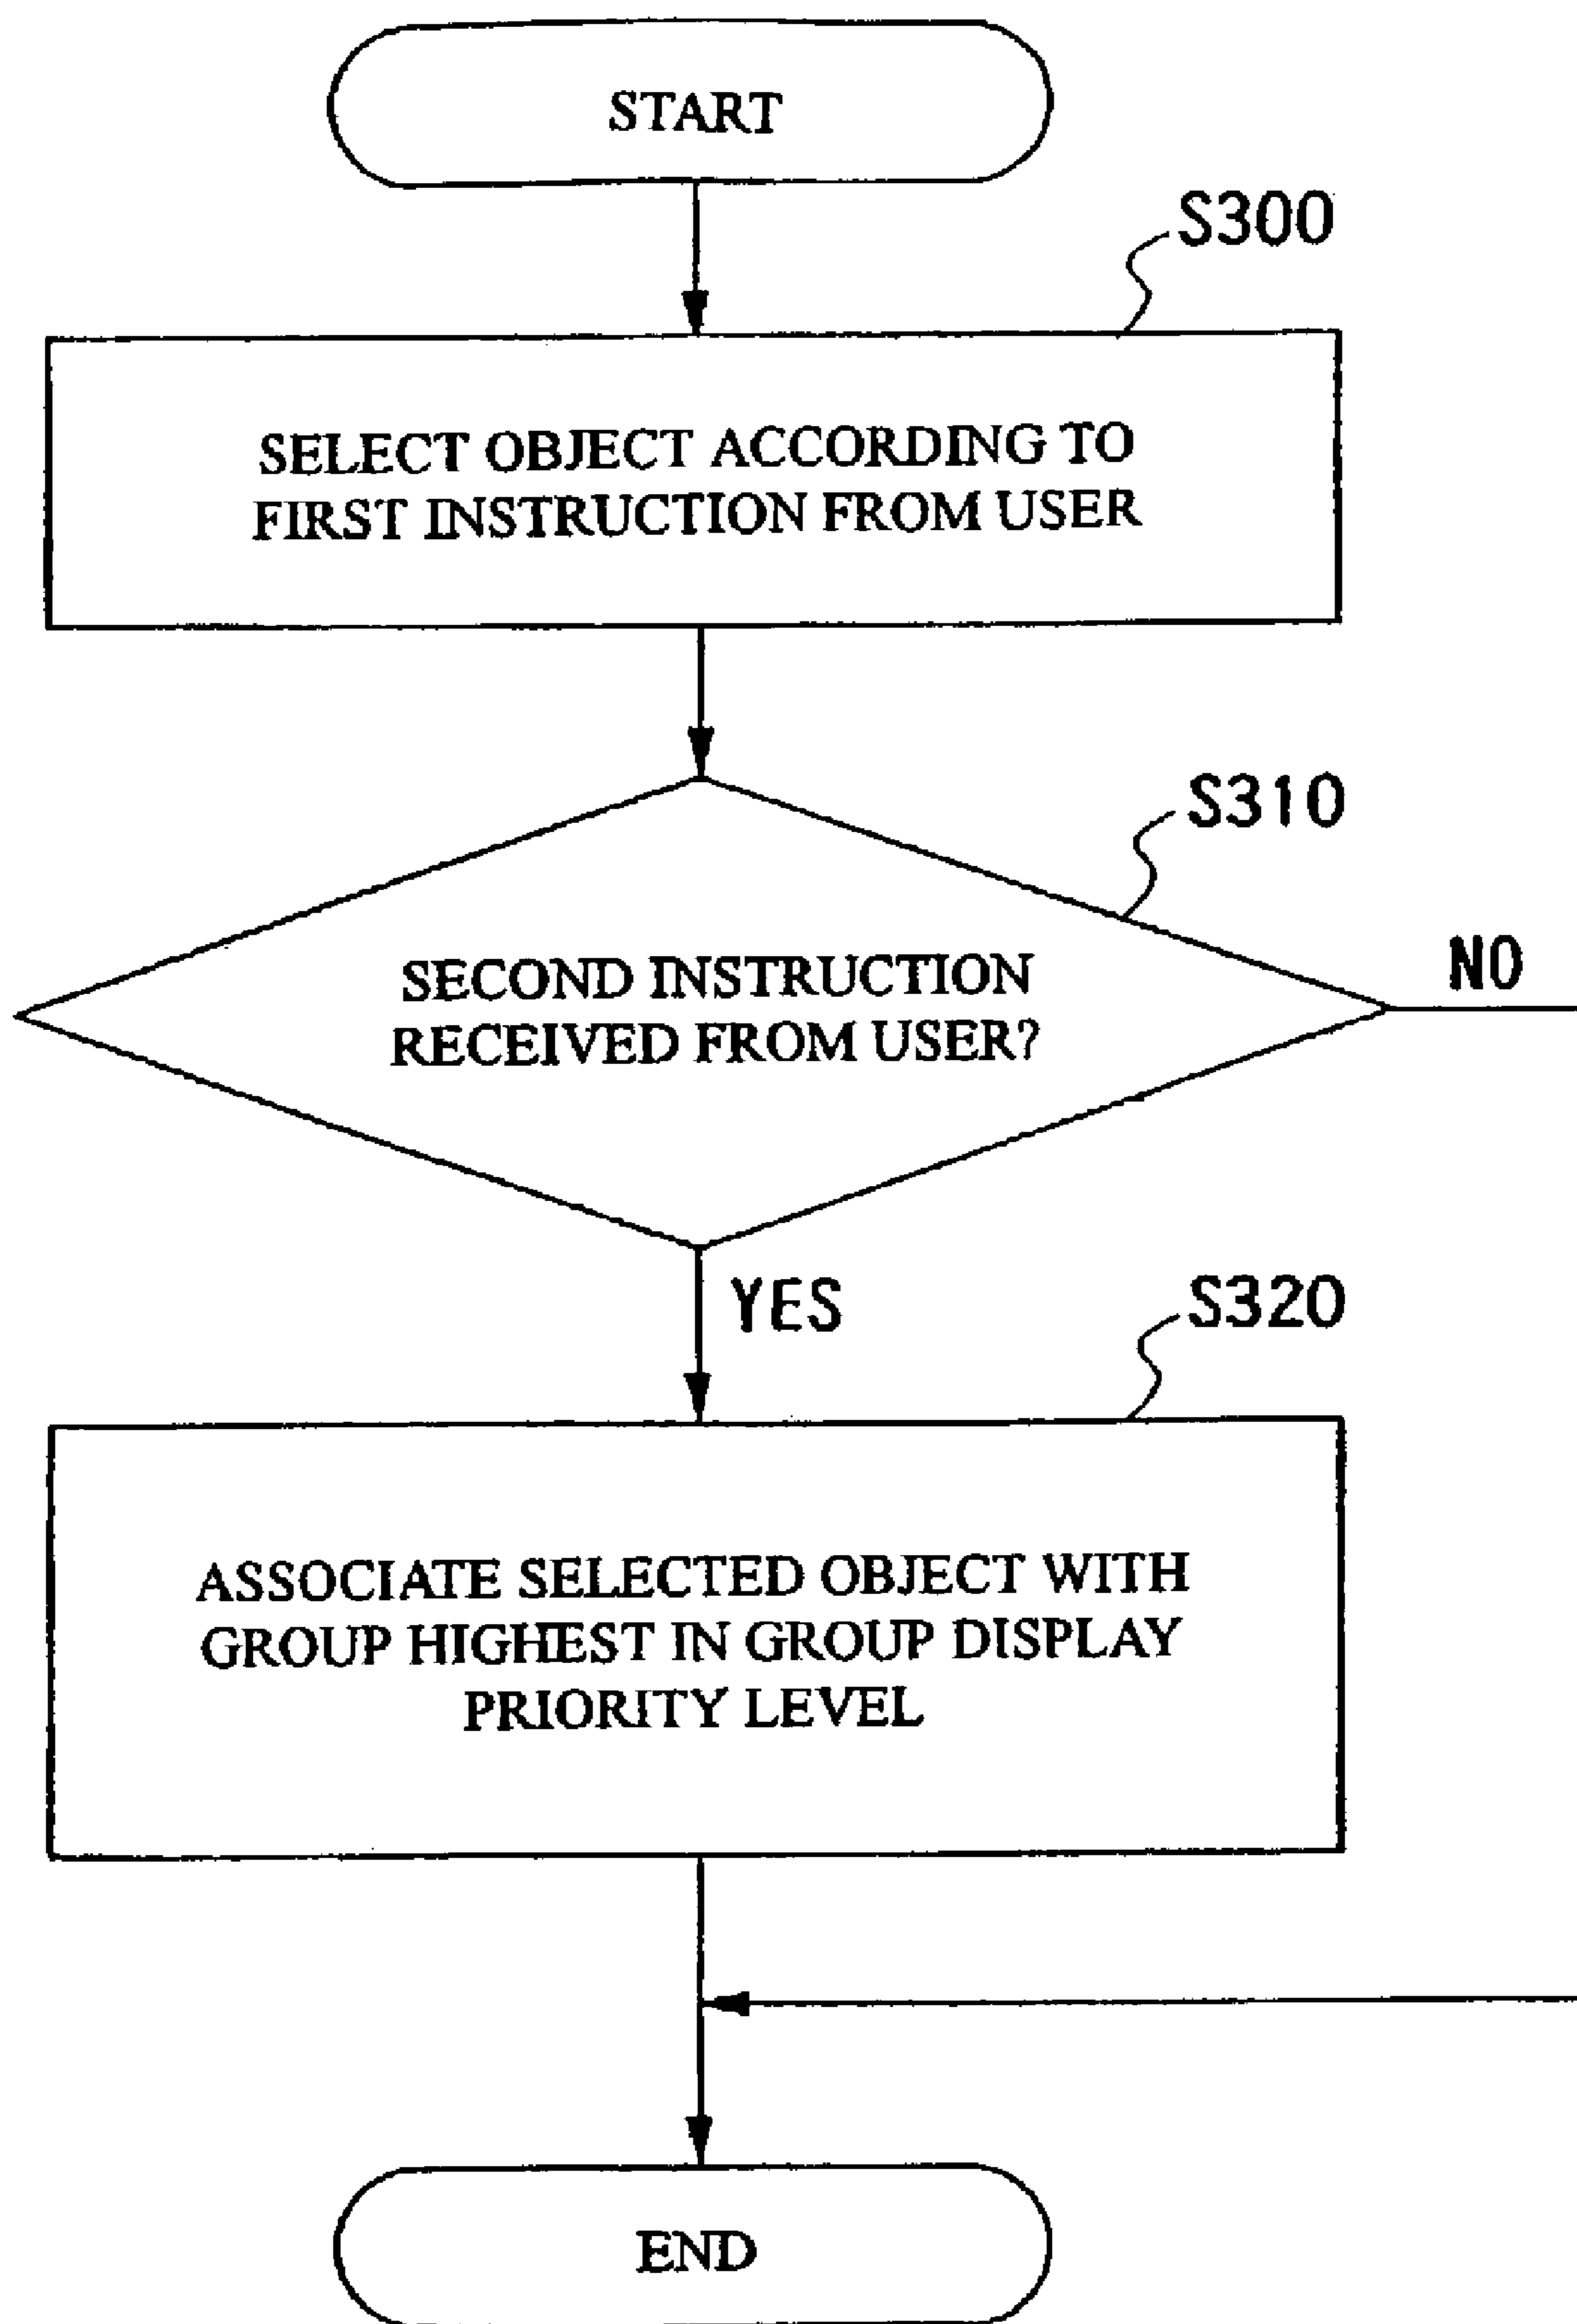 START
S300
SELECT OBJECT ACCORDING TO
FIRST INSTRUCTION FROM USER
S310
SECOND INSTRUCTION
RECEIVED FROM USER?
NO
YES
S320
ASSOCIATE SELECTED OBJECT WITH
GROUP HIGHEST IN GROUP DISPLAY
PRIORITY LEVEL
END